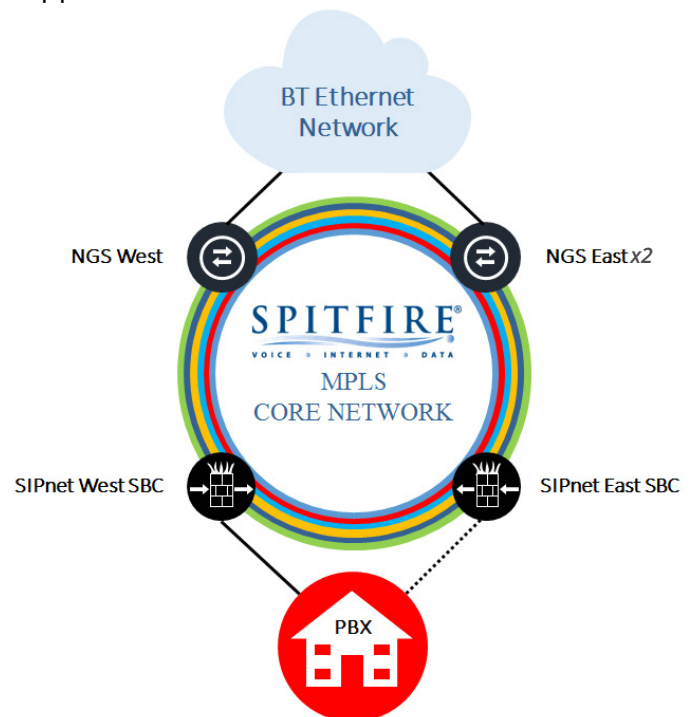 BT Ethernet
Network
NGS West
NGS East x2
SPITFIRE®
VOICE INTERNET DATA
MPLS
CORE NETWORK
SIPnet West SBC
SIPnet East SBC
PBX